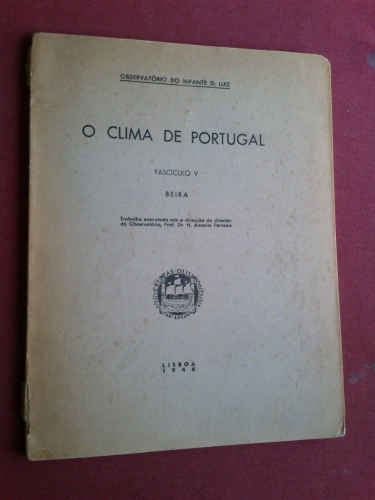 OBSERVATÓRIO DO INFANTE D. LUIZ
O CLIMA DE PORTUGAL
FASCÍCULO V
BEIRA
Trabalho executado sob a direcção do director
do Observatório, Prof. Dr. H. Amorim Ferreira
LISBOA